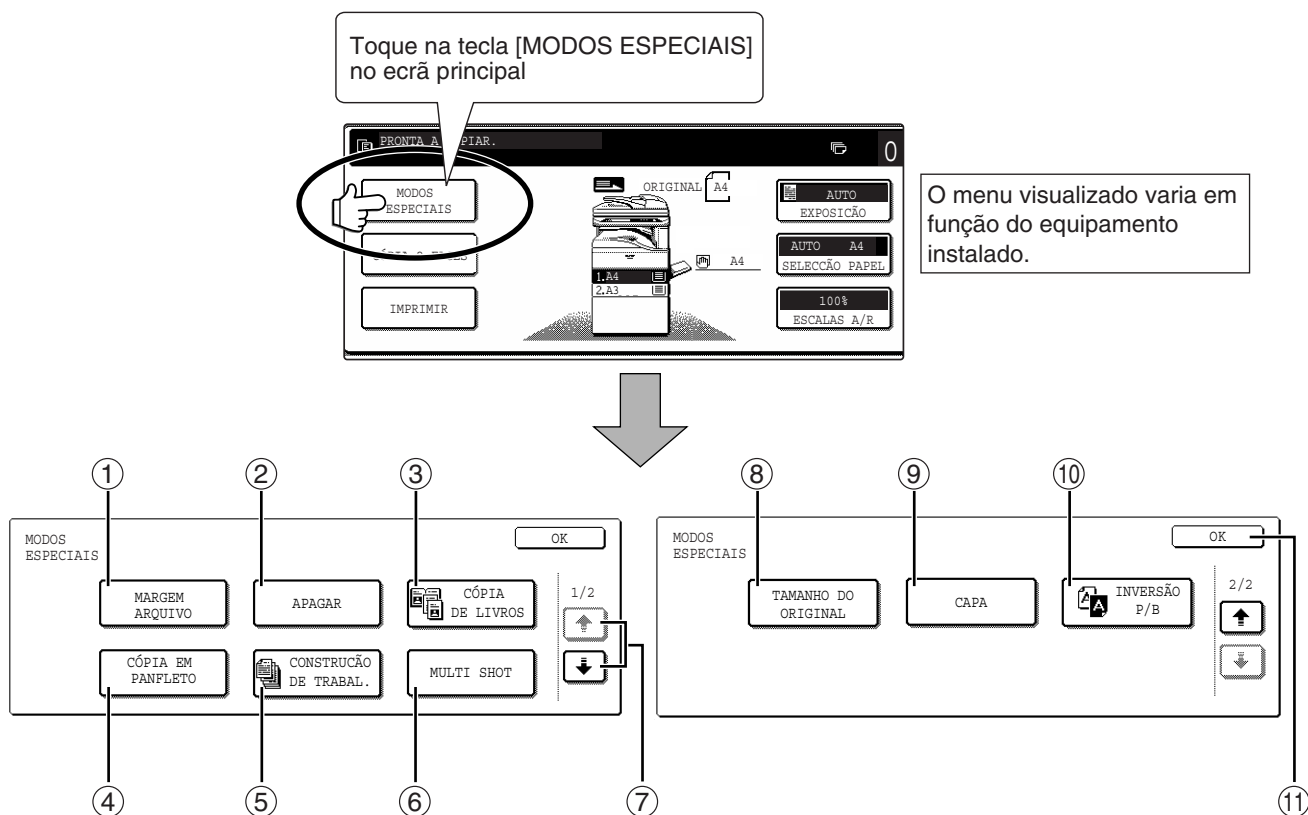 Toque na tecla [MODOS ESPECIAIS]
no ecrã principal
PRONTA A
PIAR.
0
MODOS
ESPECIAIS
ORIGINAL A4
AUTO
EXPOSICÃO
A4
AUTO A4
SELECCÃO PAPEL
1.A4
2.A3
IMPRIMIR
100%
ESCALAS A/R
O menu visualizado varia em
função do equipamento
instalado.
① ② ③ ⑧ ⑨ ⑩
MODOS
ESPECIAIS
OK
MARGEM
ARQUIVO
APAGAR
CÓPIA
DE LIVROS
1/2
CÓPIA EM
PANFLETO
CONSTRUCÃO
DE TRABAL.
MULTI SHOT
MODOS
ESPECIAIS
OK
TAMANHO DO
ORIGINAL
CAPA
A A
INVERSÃO
P/B
2/2
④ ⑤ ⑥ ⑦ ⑪